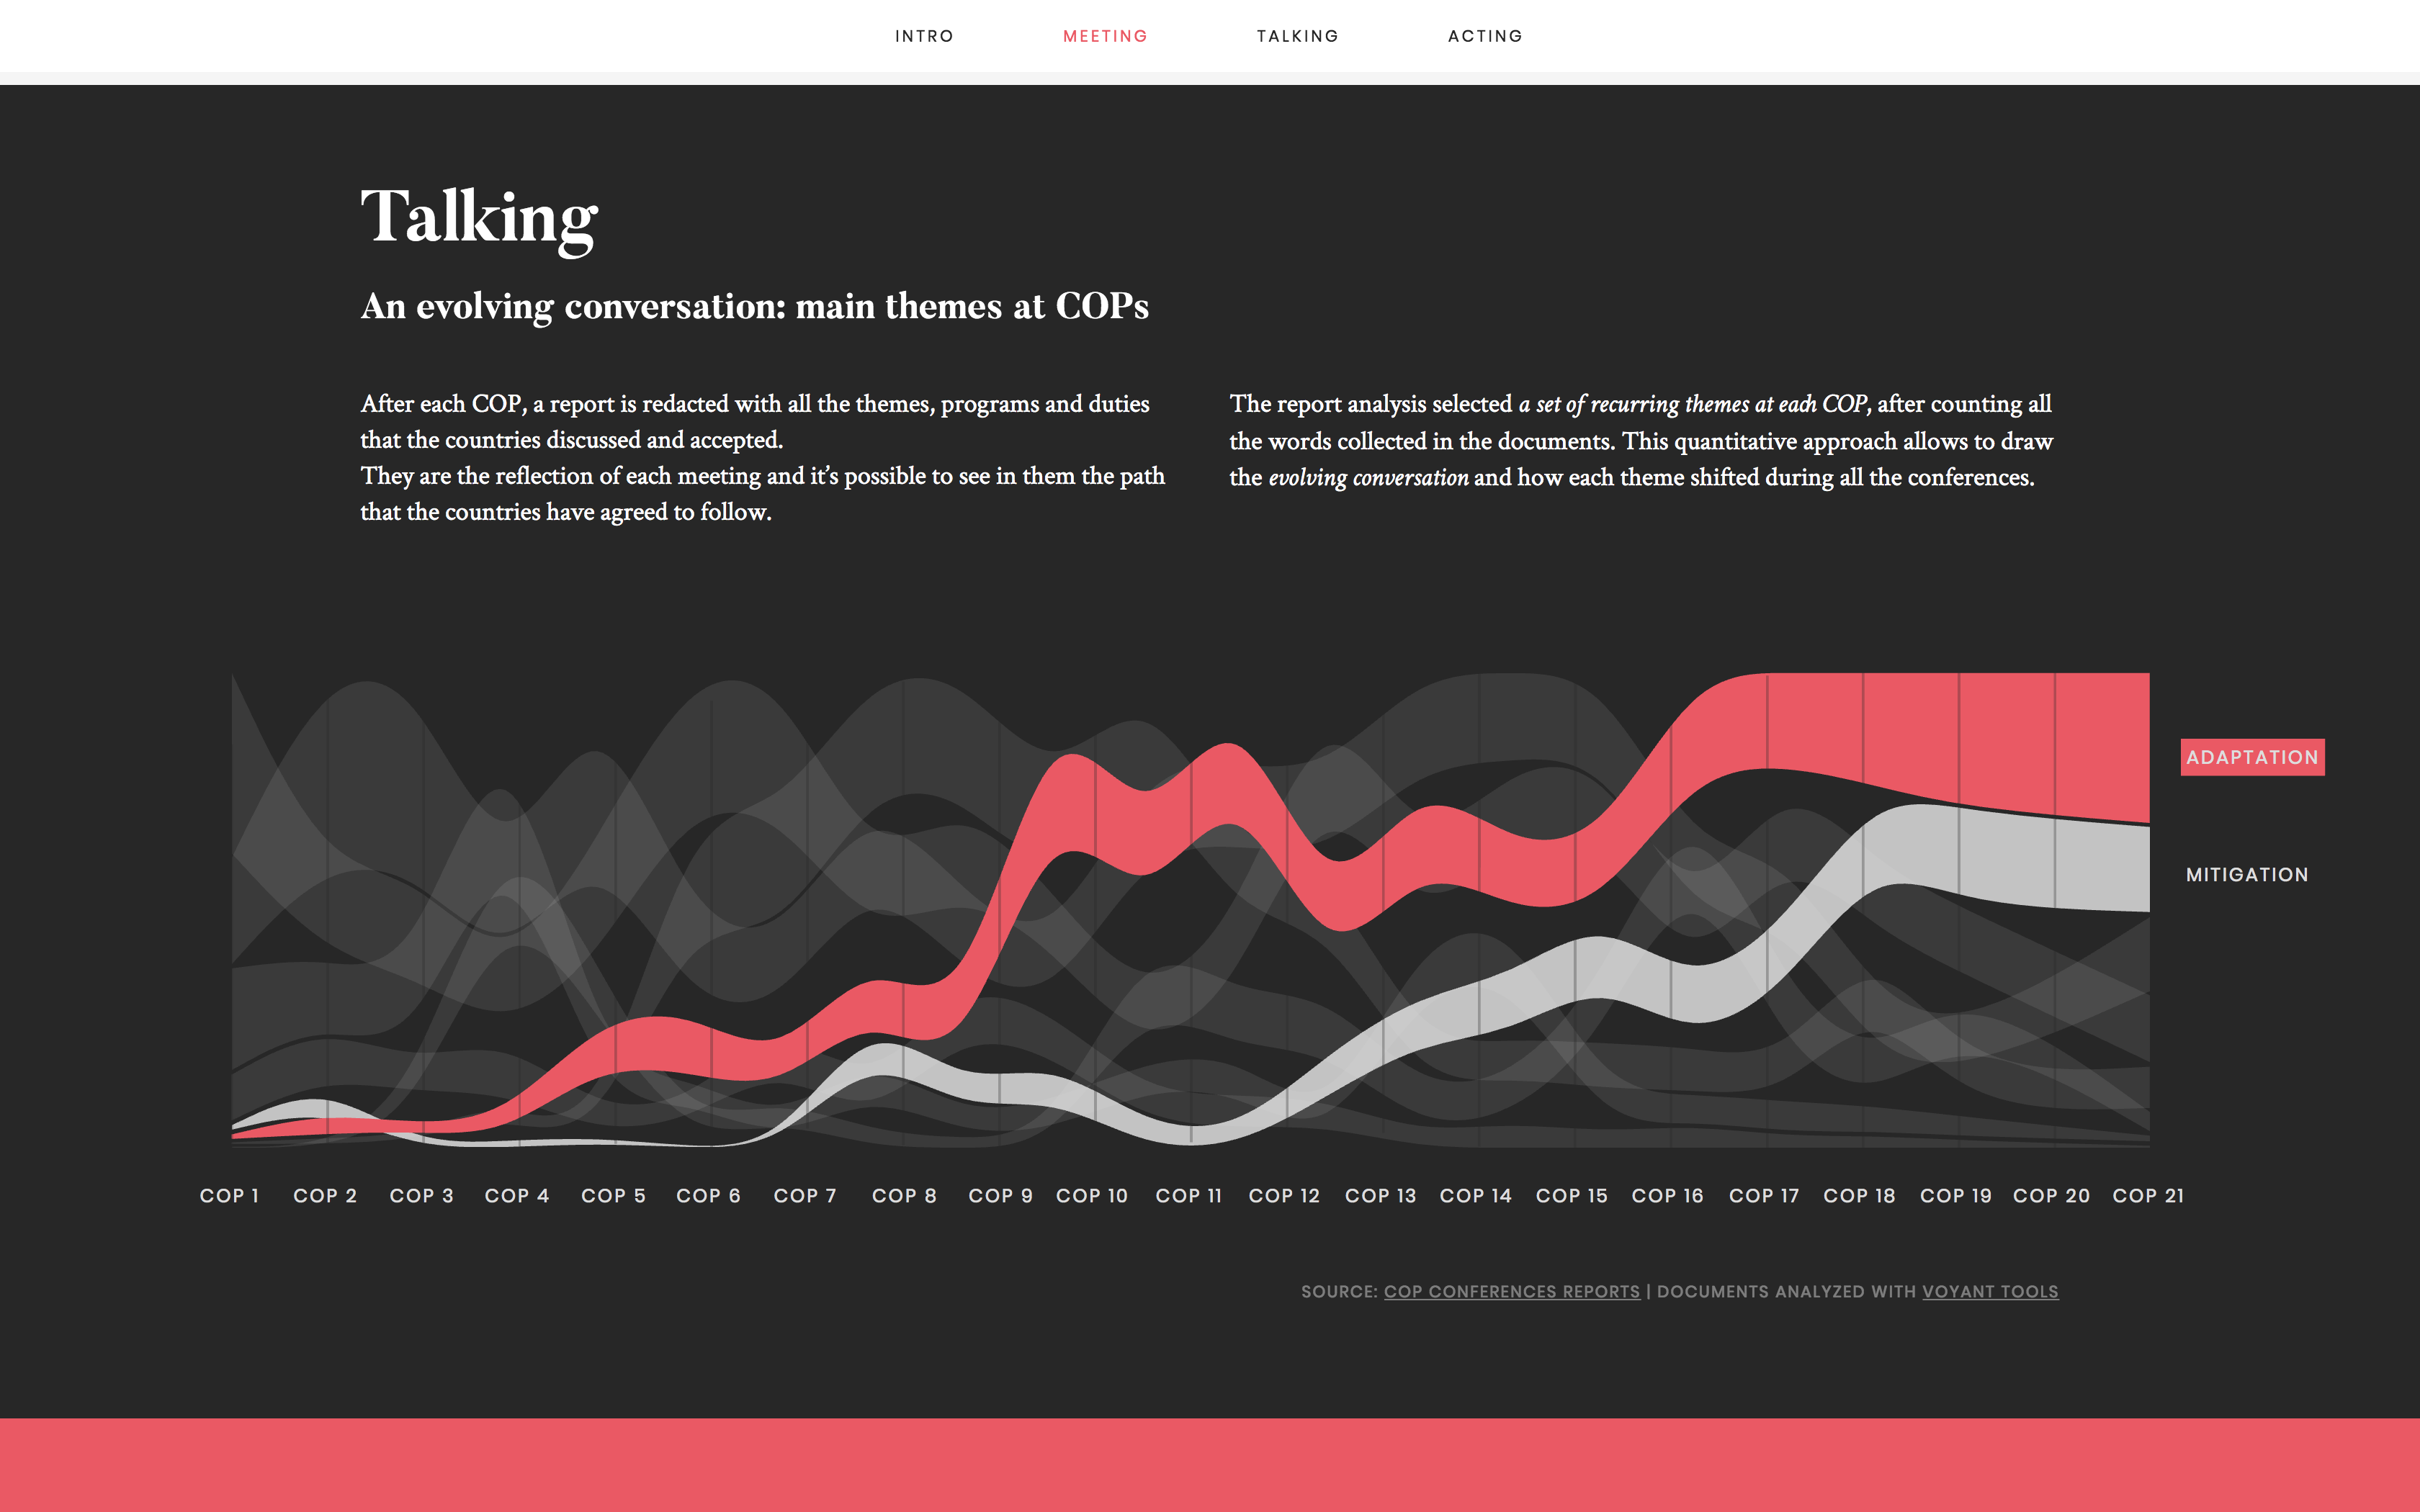 INTRO
MEETING
TALKING
ACTING
Talking
An evolving conversation: main themes at COPs
After each COP, a report is redacted with all the themes, programs and duties
that the countries discussed and accepted.
They are the reflection of each meeting and it’s possible to see in them the path
that the countries have agreed to follow.
The report analysis selected a set of recurring themes at each COP, after counting all
the words collected in the documents. This quantitative approach allows to draw
the evolving conversation and how each theme shifted during all the conferences.
ADAPTATION
MITIGATION
COP 1
COP 2
COP 3
COP 4
COP 5
COP 6
COP 7
COP 8
COP 9
COP 10
COP 11
COP 12
COP 13
COP 14
COP 15
COP 16
COP 17
COP 18
COP 19
COP 20
COP 21
SOURCE: COP CONFERENCES REPORTS | DOCUMENTS ANALYZED WITH VOYANT TOOLS